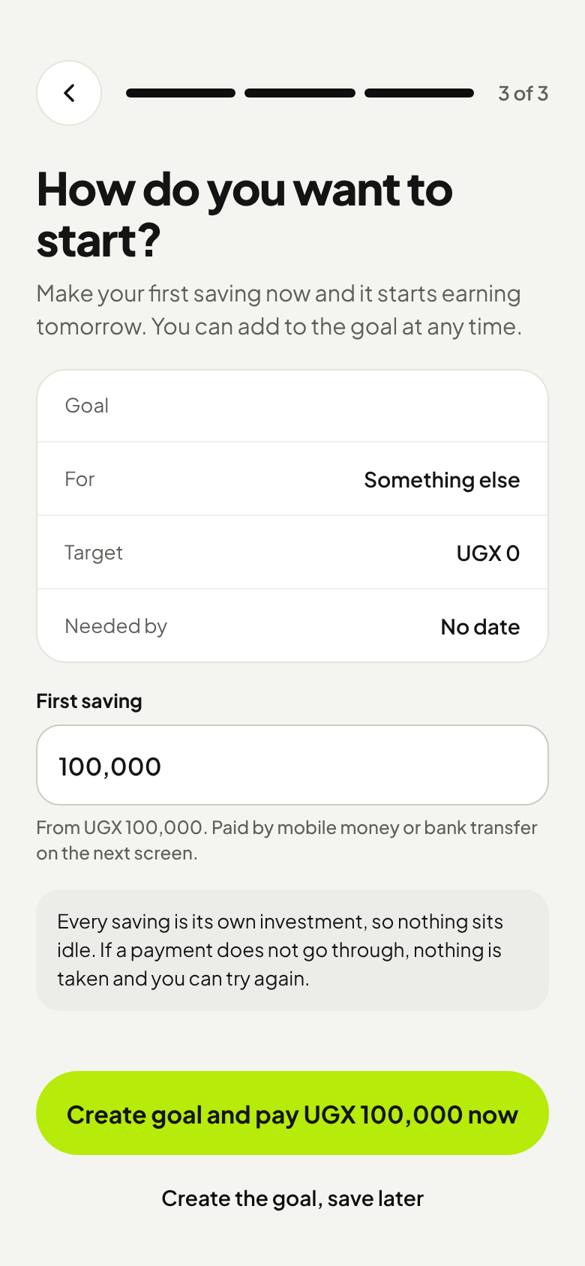 3 of 3
How do you want to
start?
Make your first saving now and it starts earning
tomorrow. You can add to the goal at any time.
Goal
For Something else
Target UGX 0
Needed by No date
First saving
100,000
From UGX 100,000. Paid by mobile money or bank transfer
on the next screen.
Every saving is its own investment, so nothing sits
idle. If a payment does not go through, nothing is
taken and you can try again.
Create goal and pay UGX 100,000 now
Create the goal, save later